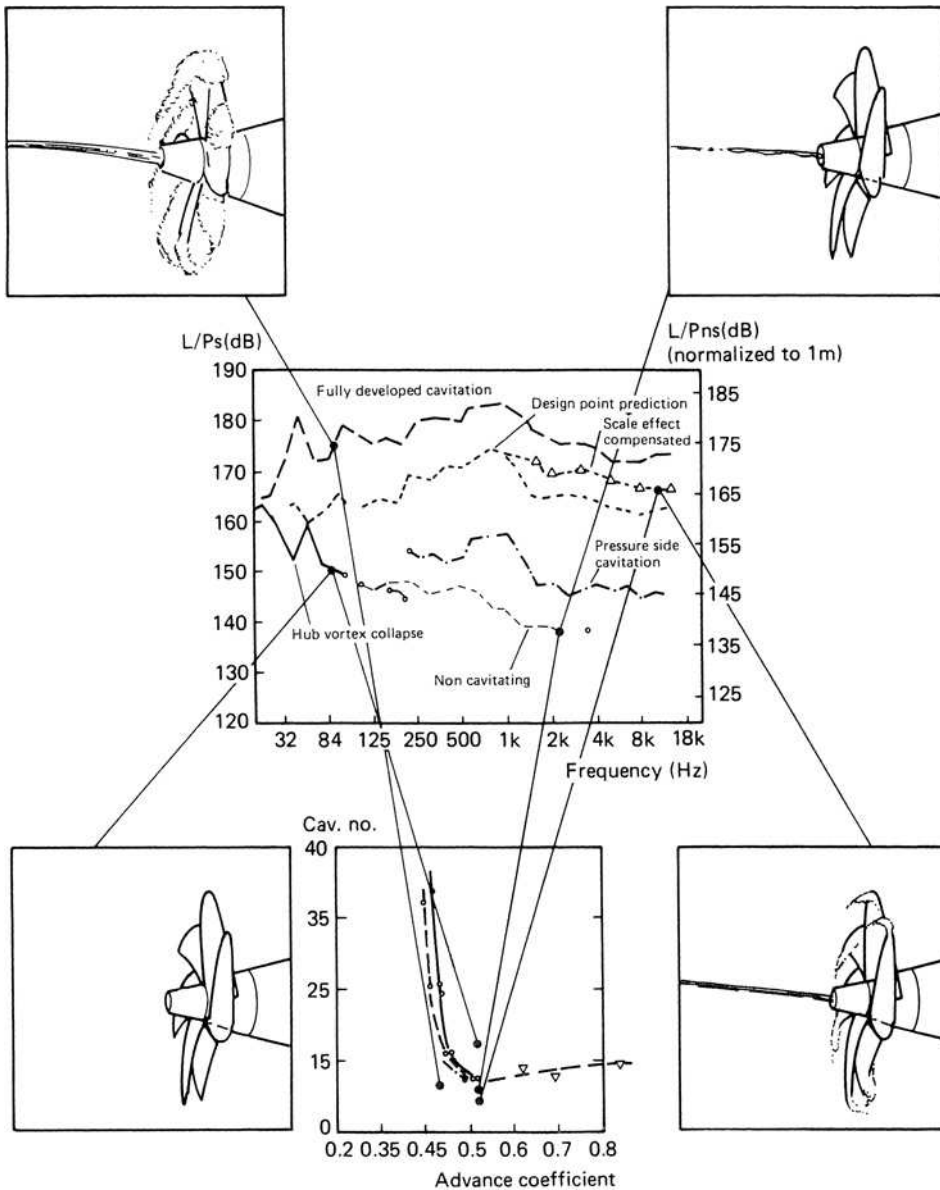 L/Ps(dB)
L/Pns(dB)
(normalized to 1m)
190
180
170
160
150
140
130
120
185
175
165
155
145
135
125
Fully developed cavitation
Design point prediction
Scale effect
compensated
Pressure side
cavitation
Hub vortex collapse
Non cavitating
32 84 125 250 500 1k 2k 4k 8k 18k
Frequency (Hz)
Cav. no.
40
35
25
15
0
0.2 0.35 0.45 0.5 0.6 0.7 0.8
Advance coefficient